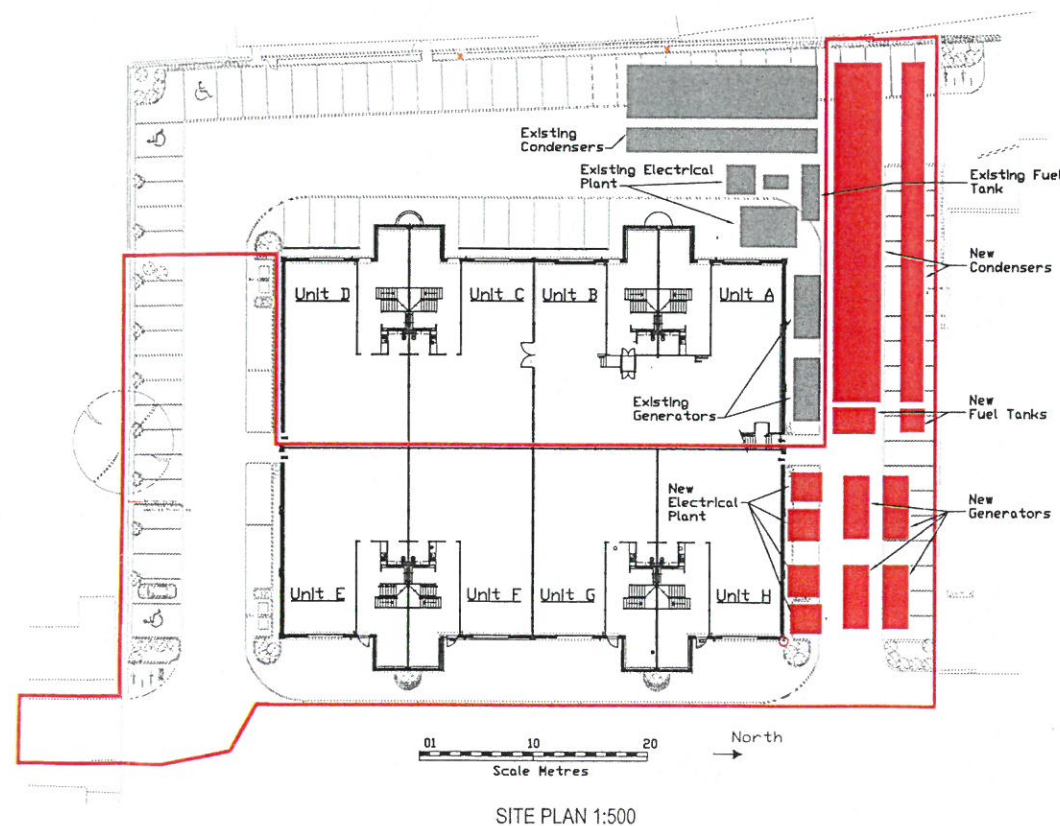 Existing
Condensers
Existing Electrical
Plant
Existing Fuel
Tank
New
Condensers
Unit D
Unit C
Unit B
Unit A
Existing
Generators
New
Fuel Tanks
New
Electrical
Plant
New
Generators
Unit E
Unit F
Unit G
Unit H
01 10 20
Scale Metres
North
SITE PLAN 1:500